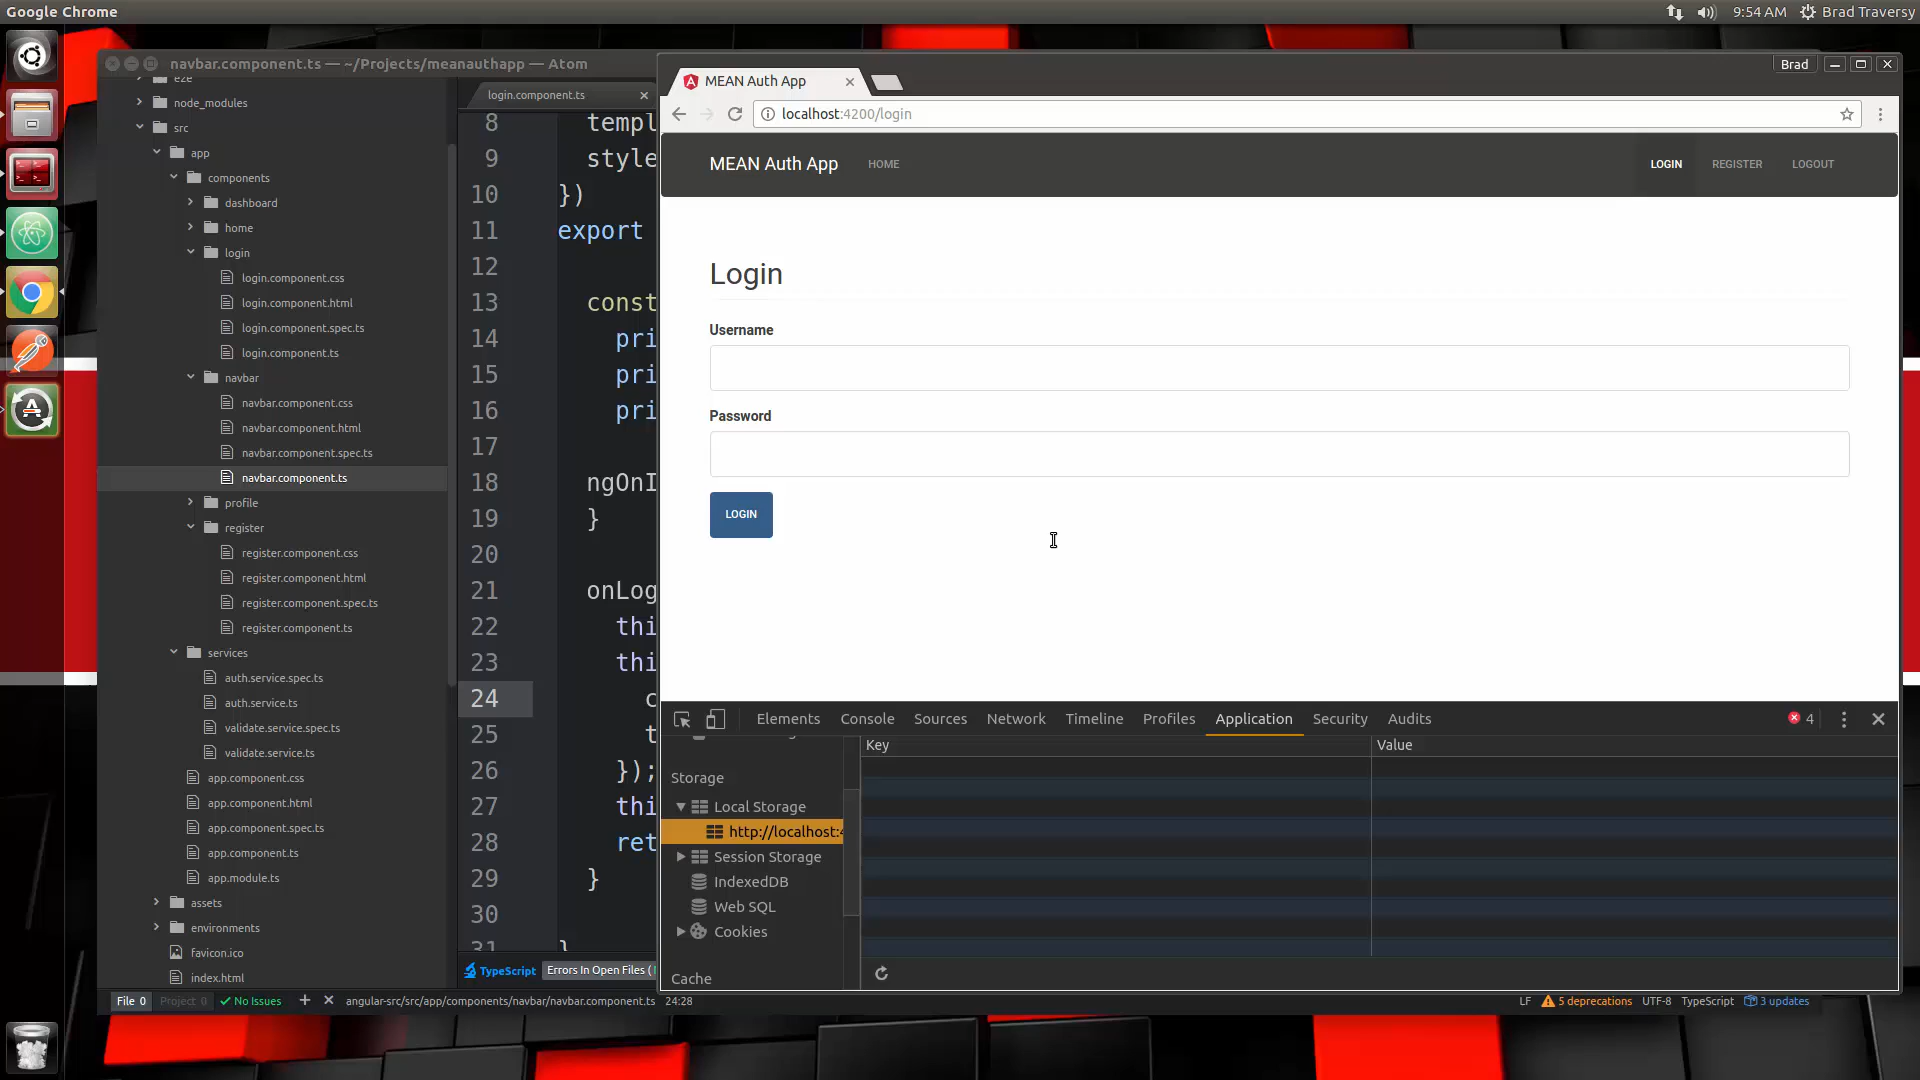 Google Chrome
9:54 AM
Brad Traversy
navbar.component.ts — ~/Projects/meanauthapp — Atom
e2e
node_modules
src
app
components
dashboard
home
login
login.component.css
login.component.html
login.component.spec.ts
login.component.ts
navbar
navbar.component.css
navbar.component.html
navbar.component.spec.ts
navbar.component.ts
profile
register
register.component.css
register.component.html
register.component.spec.ts
register.component.ts
services
auth.service.spec.ts
auth.service.ts
validate.service.spec.ts
validate.service.ts
app.component.css
app.component.html
app.component.spec.ts
app.component.ts
app.module.ts
assets
environments
favicon.ico
index.html
login.component.ts
8 templ
9 style
10 })
11 export
12
13 const
14 pri
15 pri
16 pri
17
18 ngOnI
19 }
20
21 onLog
22 thi
23 thi
24 c
25 t
26 });
27 thi
28 ret
29 }
30
31 }
TypeScript Errors In Open Files (
File 0 Project 0 No Issues + × angular-src/src/app/components/navbar/navbar.component.ts 24:28
LF 5 deprecations UTF-8 TypeScript 3 updates
Brad
MEAN Auth App
localhost:4200/login
MEAN Auth App HOME LOGIN REGISTER LOGOUT
Login
Username
Password
LOGIN
Elements Console Sources Network Timeline Profiles Application Security Audits 4
Key Value
Storage
Local Storage
http://localhost:4
Session Storage
IndexedDB
Web SQL
Cookies
Cache